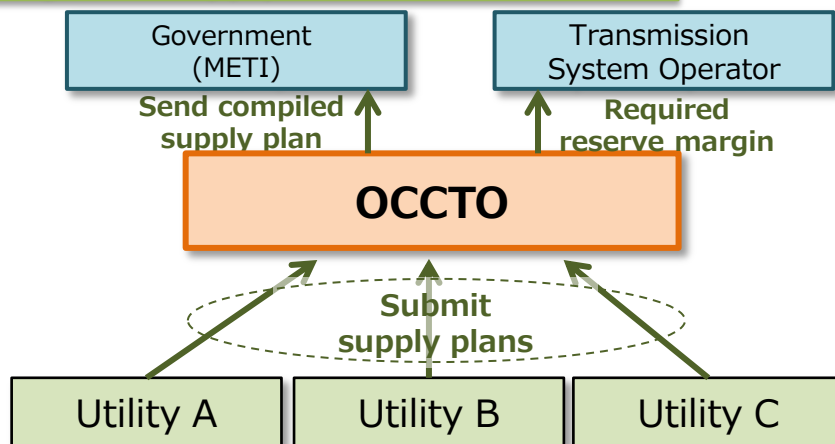 Government
(METI)
Transmission
System Operator
Send compiled
supply plan
Required
reserve margin
OCCTO
Submit
supply plans
Utility A
Utility B
Utility C